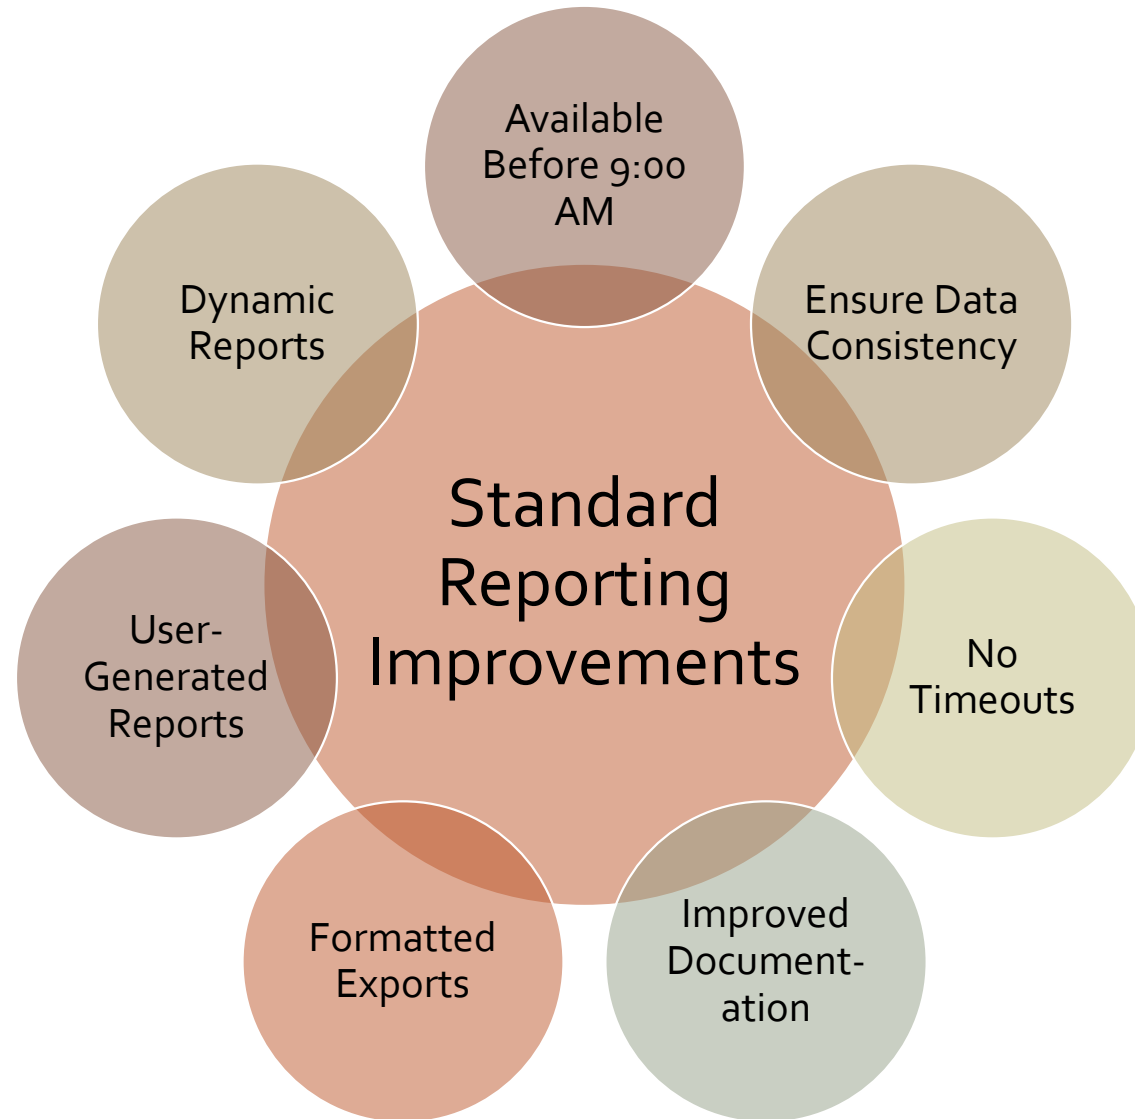 Available
Before 9:00
AM
Ensure Data
Consistency
No
Timeouts
Improved
Document-
ation
Formatted
Exports
User-
Generated
Reports
Dynamic
Reports
Standard
Reporting
Improvements